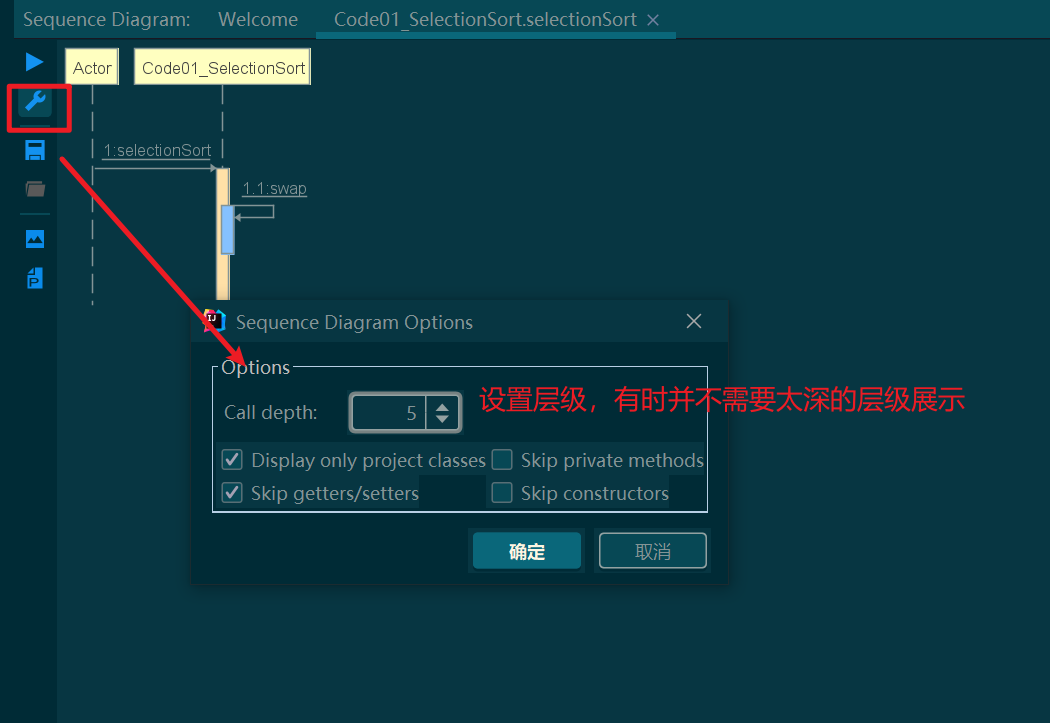 Sequence Diagram: Welcome Code01_SelectionSort.selectionSort
Actor Code01_SelectionSort
1:selectionSort
1.1:swap
IJ Sequence Diagram Options
Options
Call depth: 5 设置层级，有时并不需要太深的层级展示
Display only project classes Skip private methods
Skip getters/setters Skip constructors
确定 取消
P